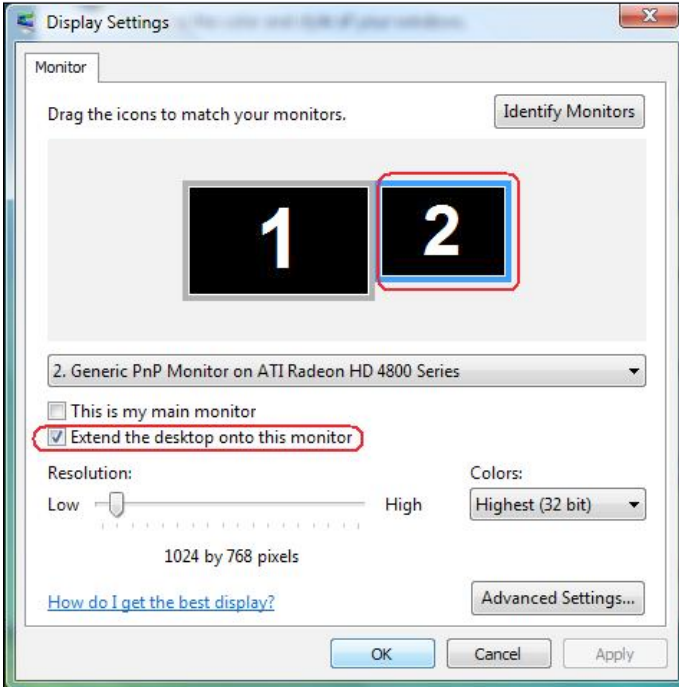 Display Settings
Monitor
Drag the icons to match your monitors.
Identify Monitors
1
2
2. Generic PnP Monitor on ATI Radeon HD 4800 Series
This is my main monitor
Extend the desktop onto this monitor
Resolution:
Colors:
Low
High
Highest (32 bit)
1024 by 768 pixels
How do I get the best display?
Advanced Settings...
OK
Cancel
Apply